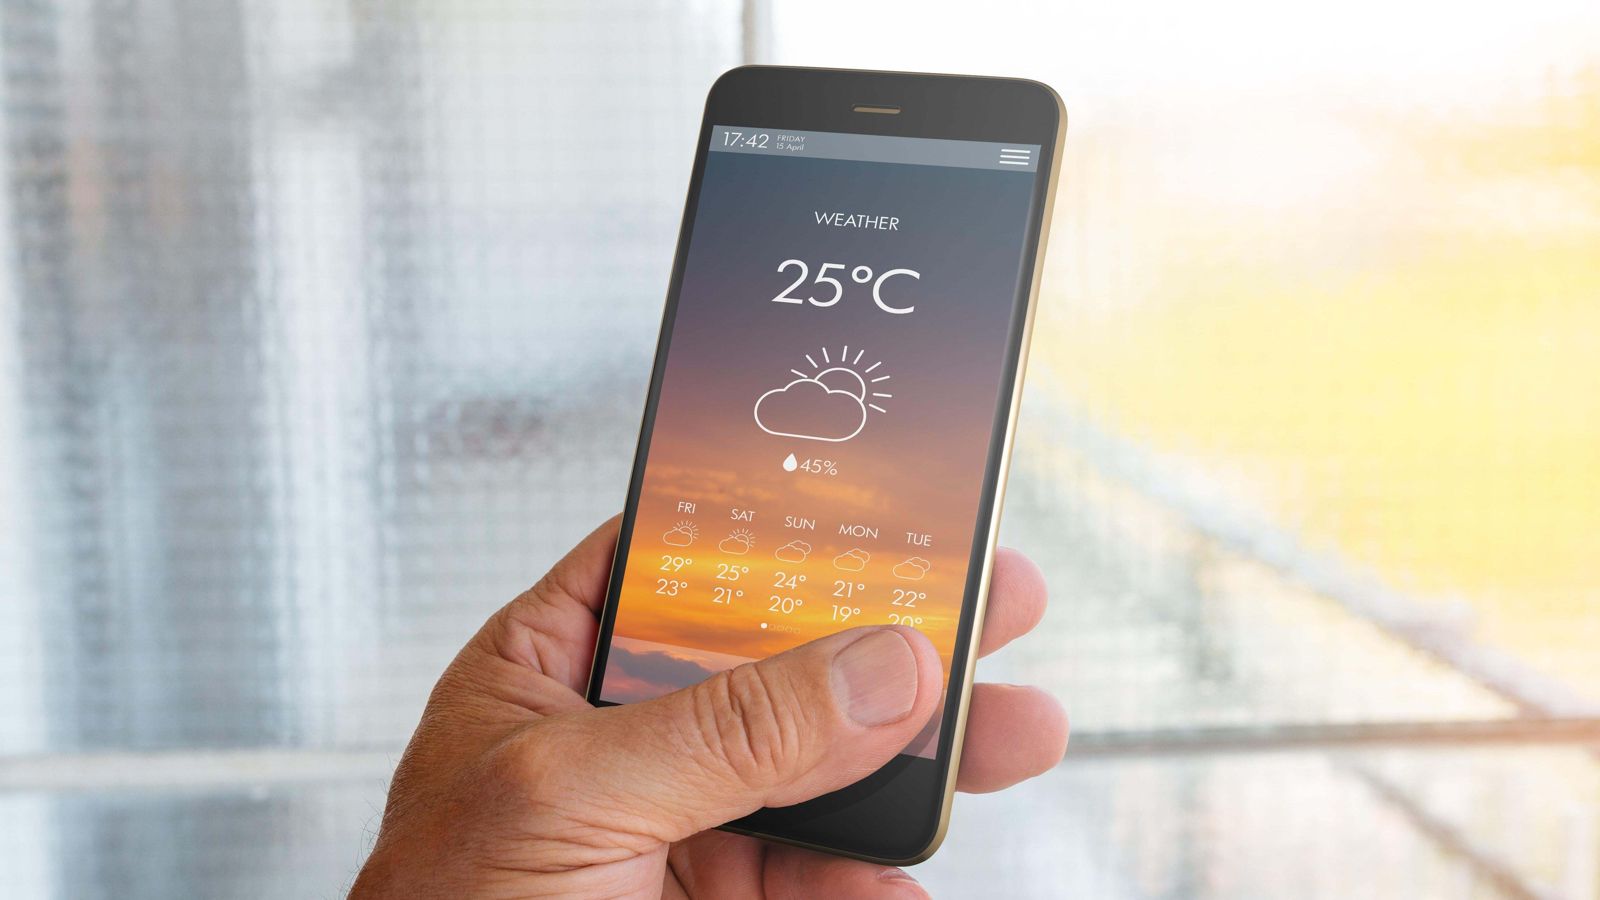 17:42 FRIDAY
15 April
WEATHER
25°C
45%
FRI SAT SUN MON TUE
29° 25° 24° 21° 22°
23° 21° 20° 19° 20°